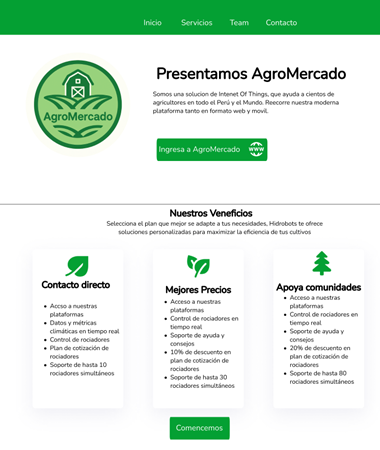 Inicio Servicios Team Contacto
AgroMercado
Presentamos AgroMercado
Somos una solucion de Intenet Of Things, que ayuda a cientos de
agricultores en todo el Perú y el Mundo. Reecorre nuestra moderna
plataforma tanto en formato web y movil.
Ingresa a AgroMercado
WWW
Nuestros Veneficios
Selecciona el plan que mejor se adapte a tus necesidades, Hidrobots te ofrece
soluciones personalizadas para maximizar la eficiencia de tus cultivos
Contacto directo
• Accso a nuestras
plataformas
• Datos y métricas
climáticas en tiempo real
• Control de rociadores
• Plan de cotización de
rociadores
• Soporte de hasta 10
rociadores simultáneos
Mejores Precios
• Acceso a nuestras
plataformas
• Control de rociadores en
tiempo real
• Soporte de ayuda y
consejos
• 10% de descuento en
plan de cotización de
rociadores
• Soporte de hasta 30
rociadores simultáneos
Apoya comunidades
• Acceso a nuestras
plataformas
• Control de rociadores en
tiempo real
• Soporte de ayuda y
consejos
• 20% de descuento en
plan de cotización de
rociadores
• Soporte de hasta 80
rociadores simultáneos
Comencemos